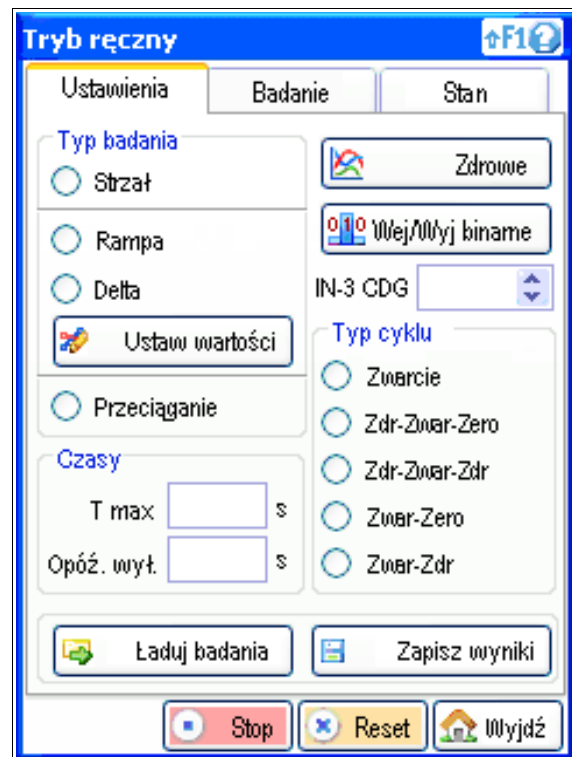 Tryb ręczny
F1
Ustawienia
Badanie
Stan
Typ badania
Strzał
Rampa
Delta
Ustaw wartości
Przeciąganie
Czasy
T max
s
Opóź. wył.
s
Zdrowe
010 Wej/Wyj binarne
IN-3 CDG
Typ cyklu
Zwarcie
Zdr-Zwar-Zero
Zdr-Zwar-Zdr
Zwar-Zero
Zwar-Zdr
Ładuj badania
Zapisz wyniki
Stop
Reset
Wyjdź